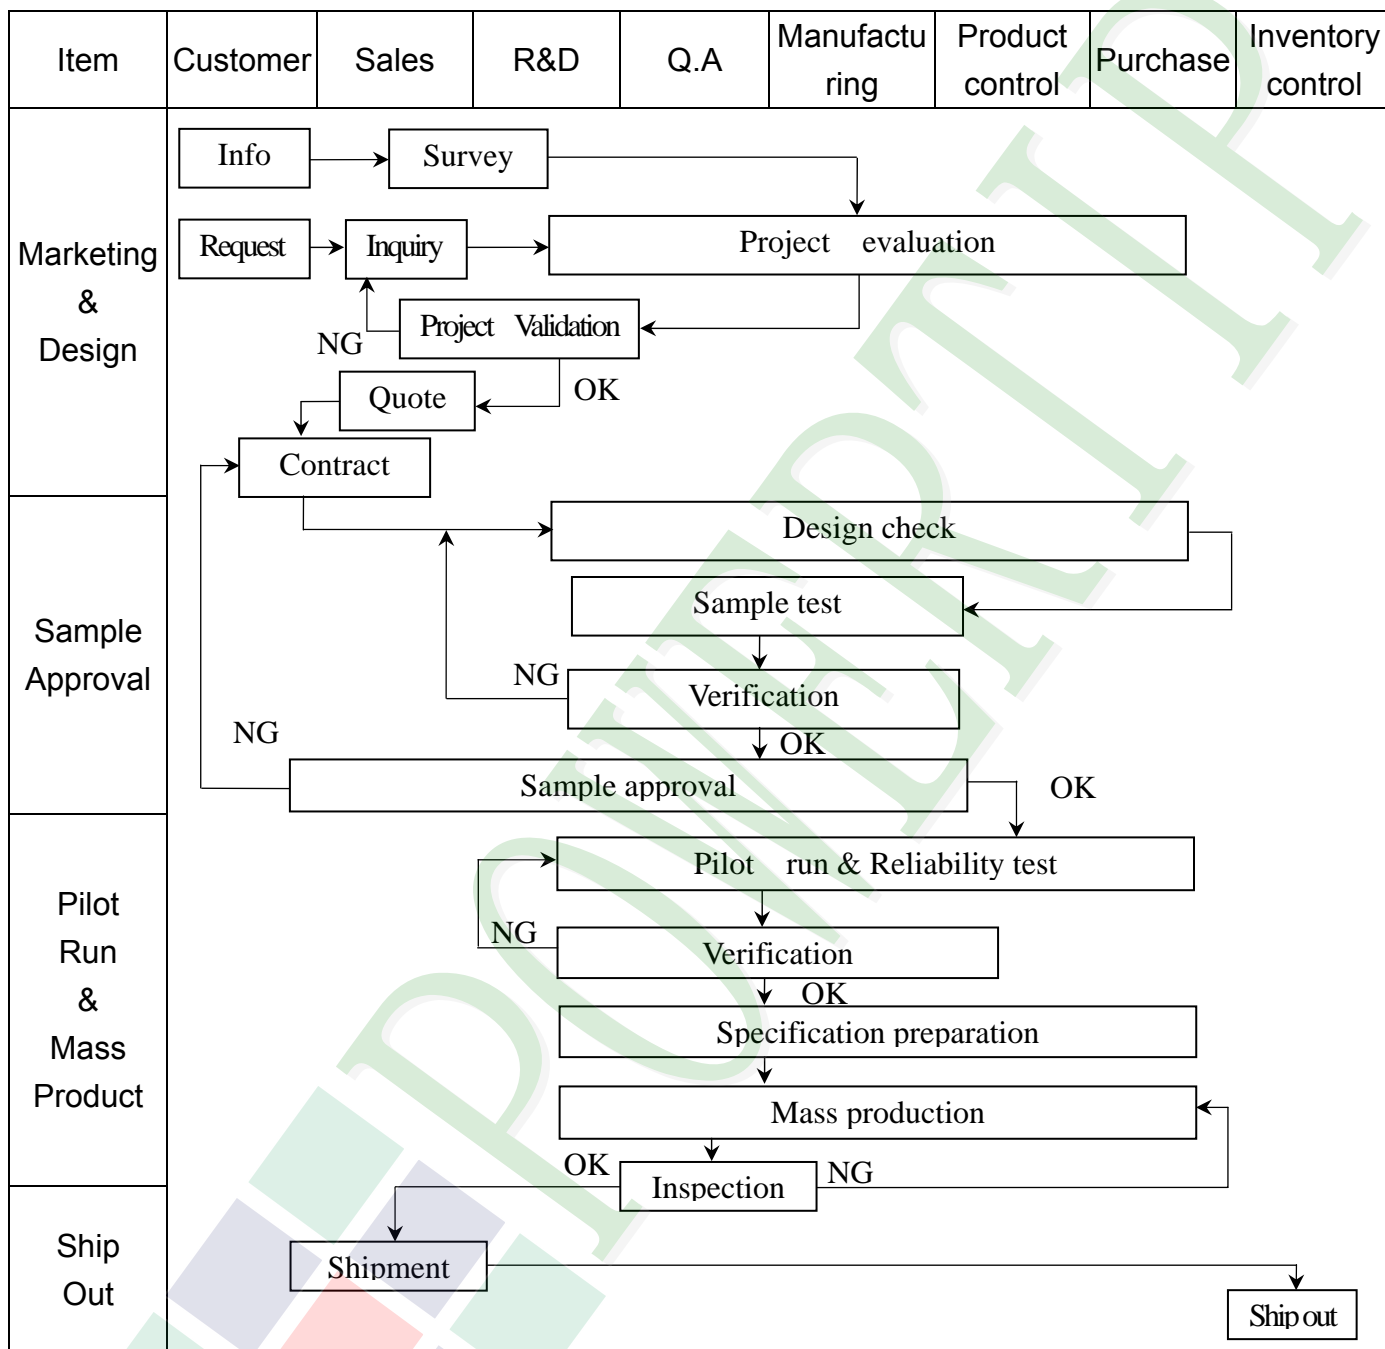 Item
Customer
Sales
R&D
Q.A
Manufactu
ring
Product
control
Purchase
Inventory
control
Marketing
&
Design
Info
Survey
Request
Inquiry
Project evaluation
Project Validation
NG
OK
Quote
Contract
Sample
Approval
Design check
Sample test
NG
Verification
OK
NG
Sample approval
OK
Pilot
Run
&
Mass
Product
Pilot run & Reliability test
NG
Verification
OK
Specification preparation
Mass production
OK
Inspection
NG
Ship
Out
Shipment
Ship out
POWERTIP